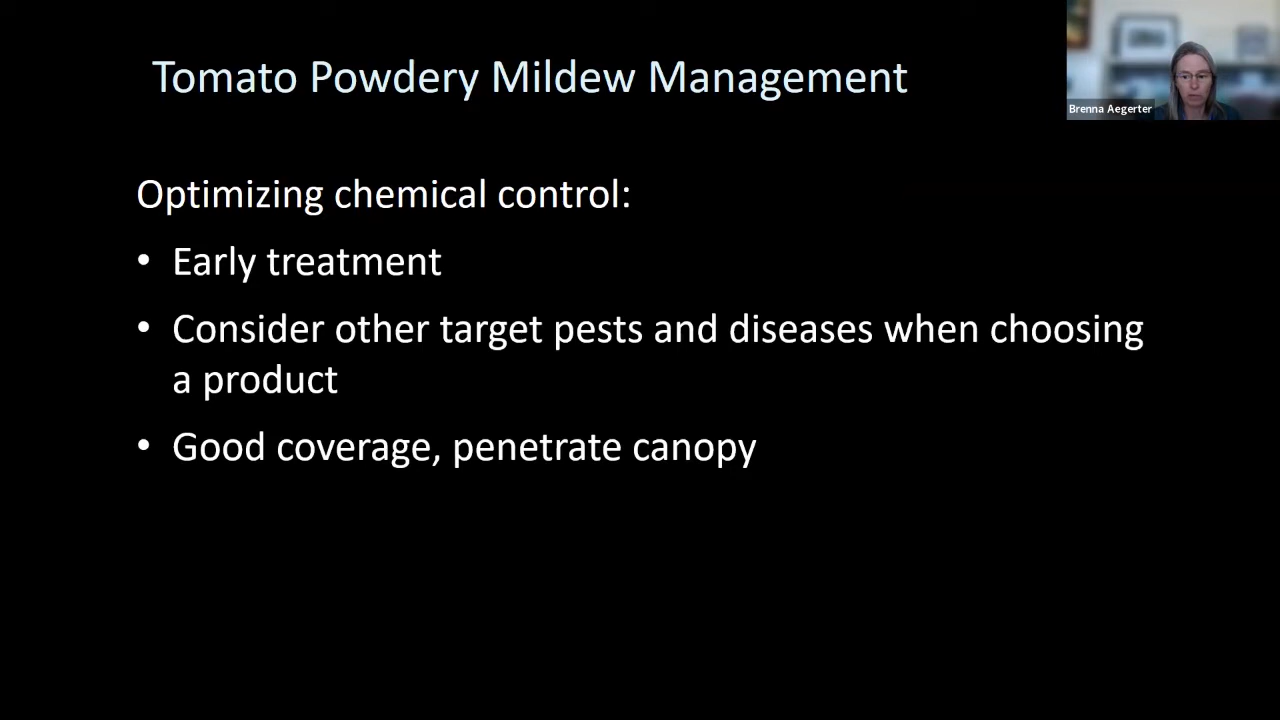 Tomato Powdery Mildew Management
Brenna Aegerter
Optimizing chemical control:
• Early treatment
• Consider other target pests and diseases when choosing
a product
• Good coverage, penetrate canopy